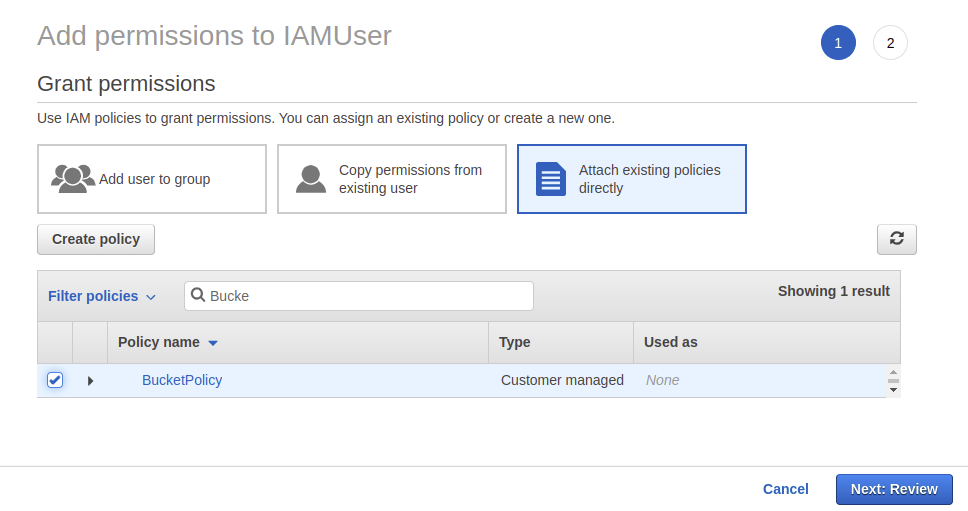 Add permissions to IAMUser
1
2
Grant permissions
Use IAM policies to grant permissions. You can assign an existing policy or create a new one.
Add user to group
Copy permissions from
existing user
Attach existing policies
directly
Create policy
Filter policies
Bucke
Showing 1 result
Policy name
Type
Used as
BucketPolicy
Customer managed
None
Cancel
Next: Review